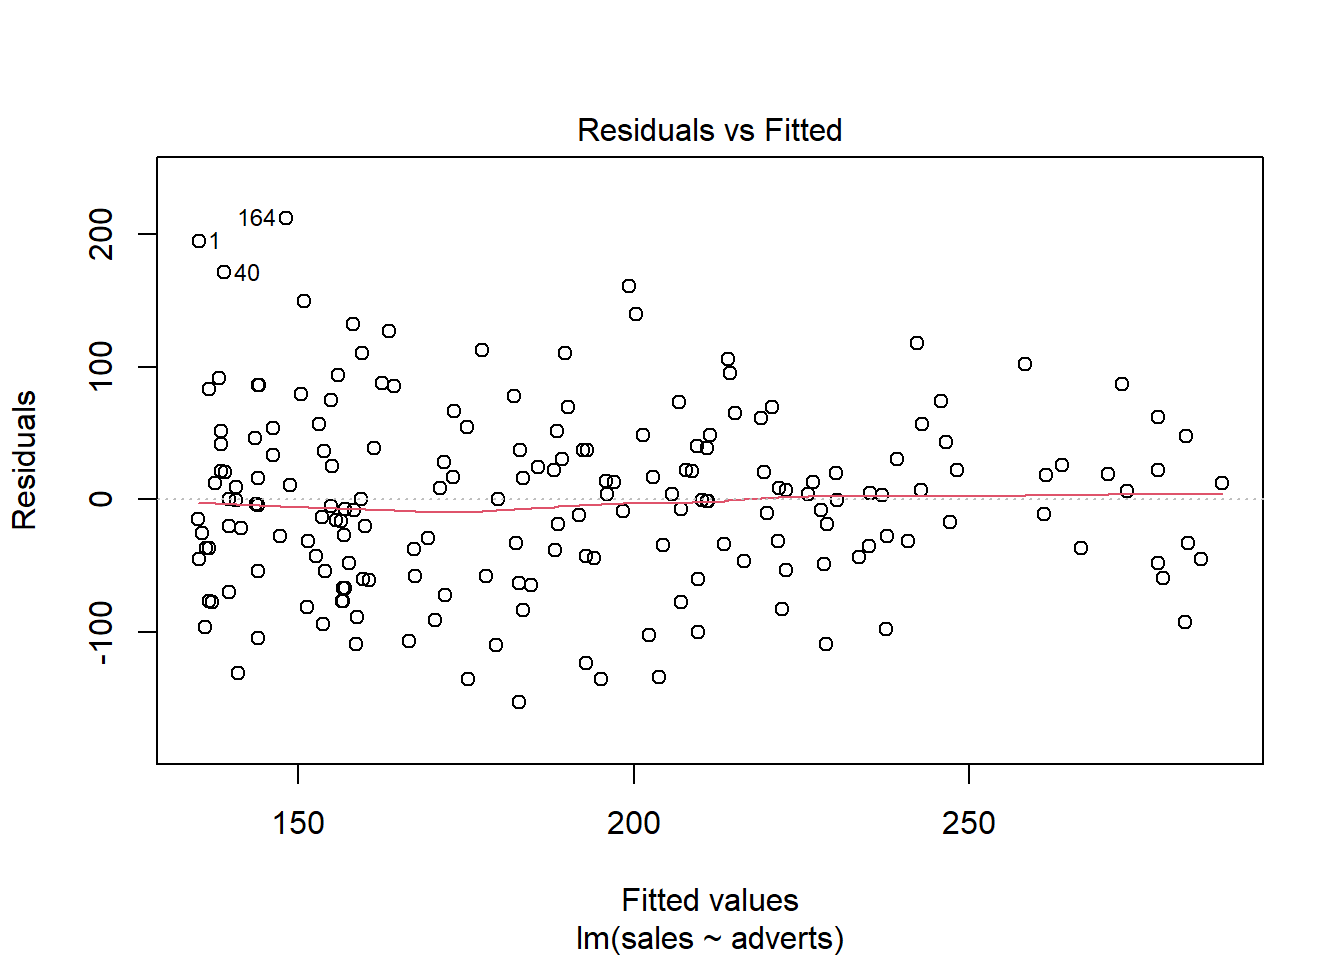 Residuals vs Fitted
164
1
40
200
100
0
-100
Residuals
150 200 250
Fitted values
lm(sales ~ adverts)